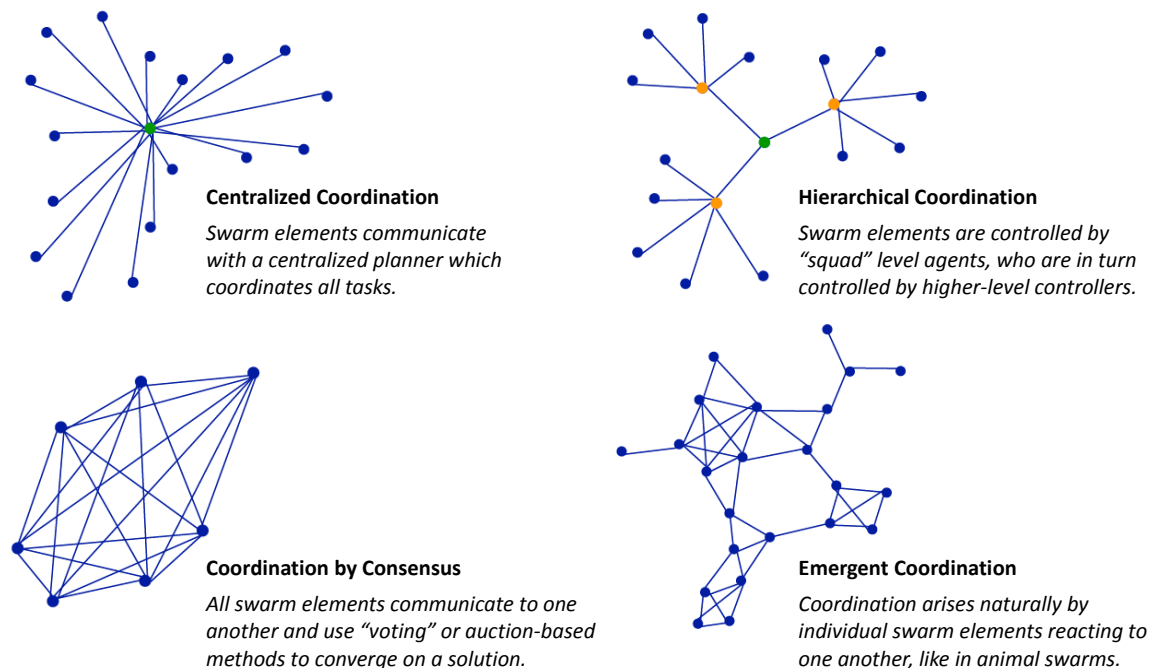 Centralized Coordination
Swarm elements communicate
with a centralized planner which
coordinates all tasks.
Hierarchical Coordination
Swarm elements are controlled by
“squad” level agents, who are in turn
controlled by higher-level controllers.
Coordination by Consensus
All swarm elements communicate to one
another and use “voting” or auction-based
methods to converge on a solution.
Emergent Coordination
Coordination arises naturally by
individual swarm elements reacting to
one another, like in animal swarms.